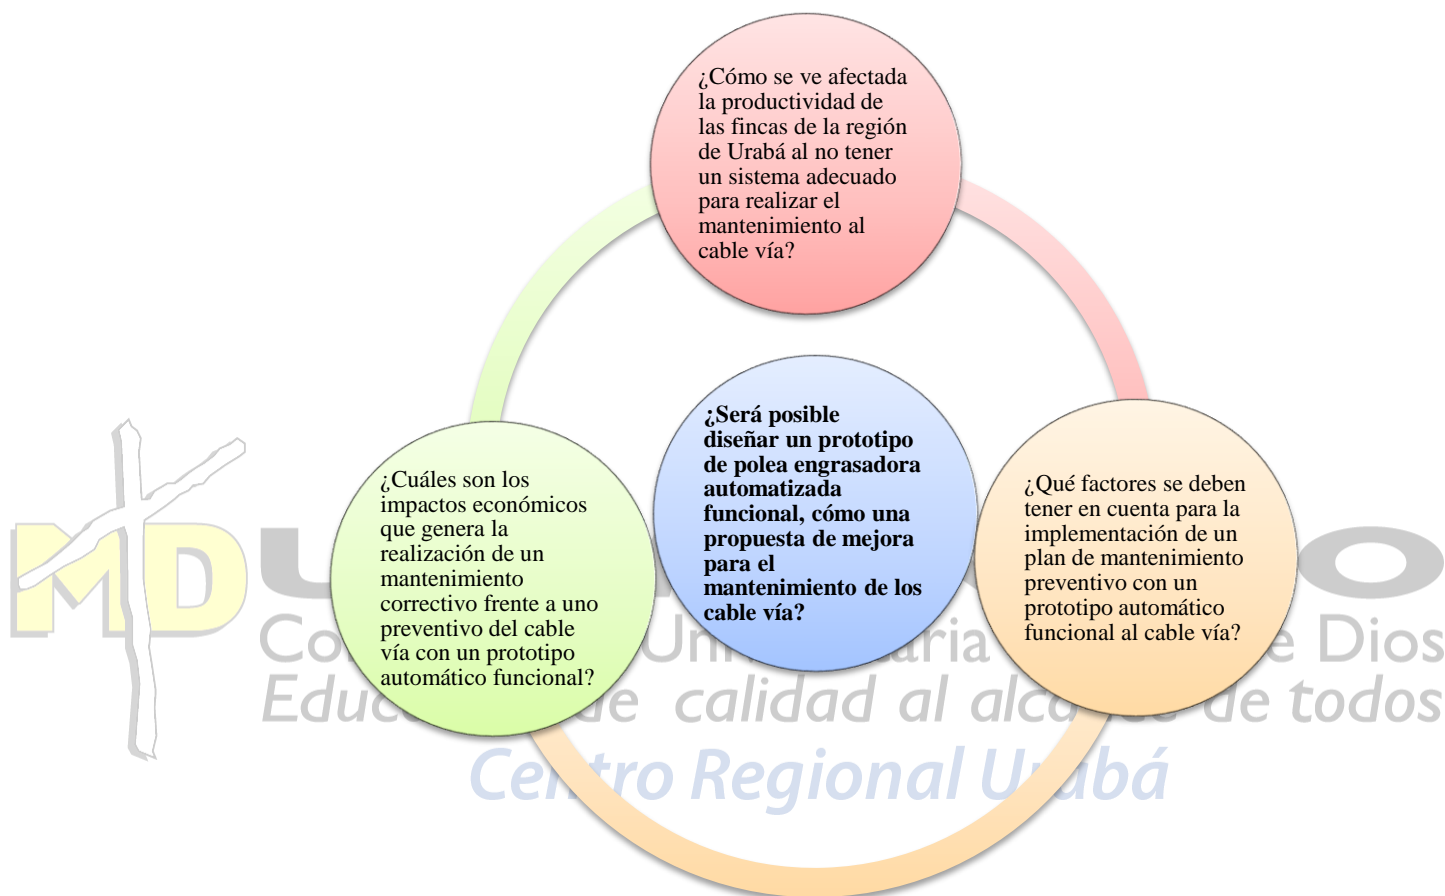 ¿Cómo se ve afectada
la productividad de
las fincas de la región
de Urabá al no tener
un sistema adecuado
para realizar el
mantenimiento al
cable vía?
¿Será posible
diseñar un prototipo
de polea engrasadora
automatizada
funcional, cómo una
propuesta de mejora
para el
mantenimiento de los
cable vía?
¿Cuáles son los
impactos económicos
que genera la
realización de un
mantenimiento
correctivo frente a uno
preventivo del cable
vía con un prototipo
automático funcional?
¿Qué factores se deben
tener en cuenta para la
implementación de un
plan de mantenimiento
preventivo con un
prototipo automático
funcional al cable vía?
MD
Dios
calidad al de todos
Centro Regional